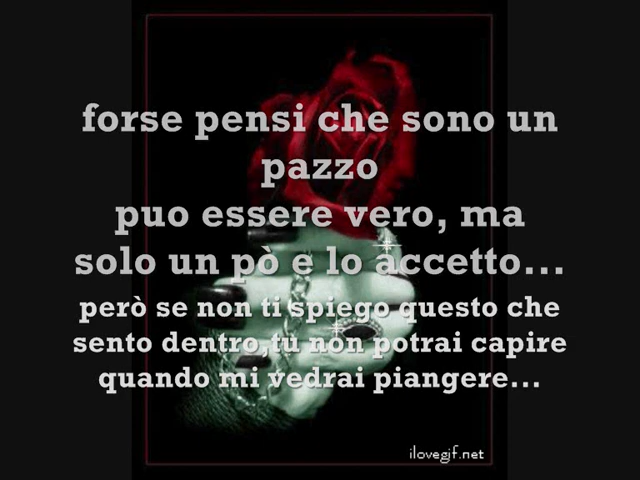 forse pensi che sono un
pazzo
puo essere vero, ma
solo un pò e lo accetto...
però se non ti spiego questo che
sento dentro,tu non potrai capire
quando mi vedrai piangere...
ilovegif.net